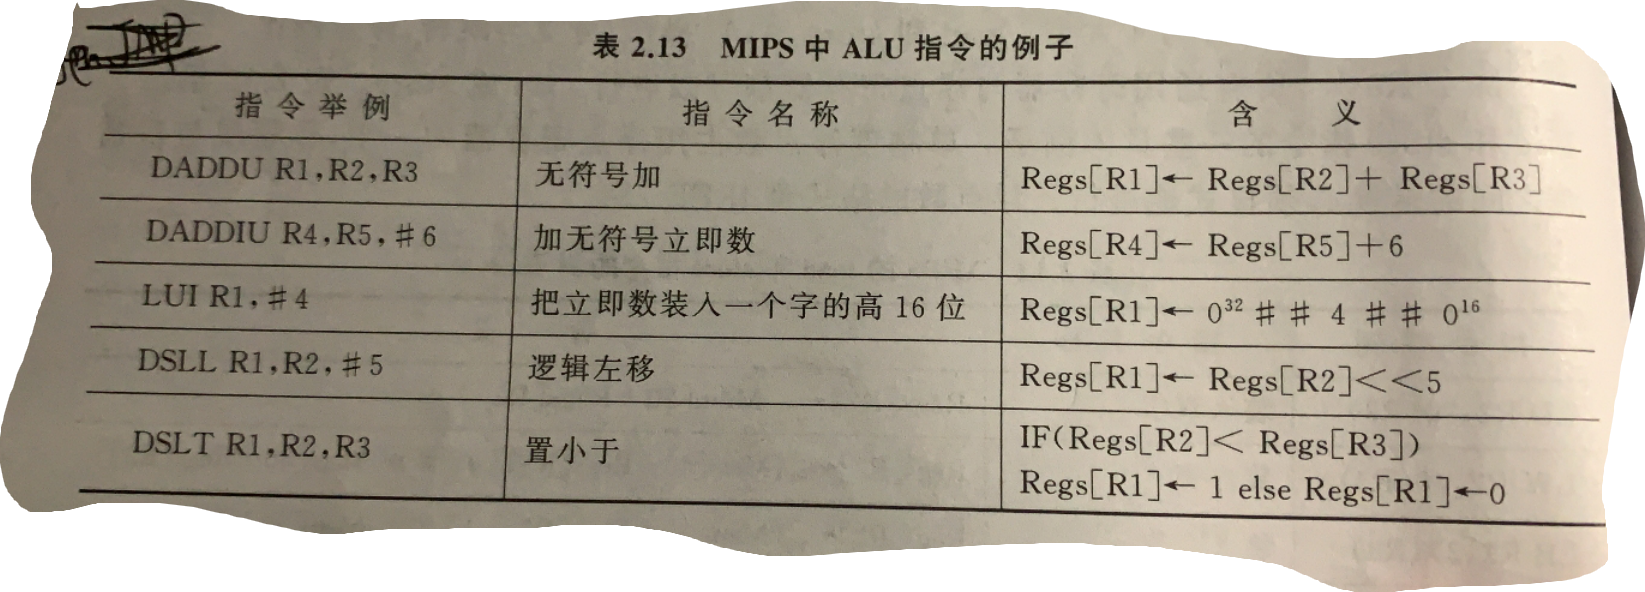 表 2.13 MIPS 中 ALU 指令的例子
指令举例 指令名称 含 义
DADDU R1,R2,R3 无符号加 Regs[R1]← Regs[R2]+ Regs[R3]
DADDIU R4,R5,#6 加无符号立即数 Regs[R4]← Regs[R5]+6
LUI R1,#4 把立即数装入一个字的高 16 位 Regs[R1]← 0³² # # 4 # # 0¹⁶
DSLL R1,R2,#5 逻辑左移 Regs[R1]← Regs[R2]<<5
DSLT R1,R2,R3 置小于 IF(Regs[R2]< Regs[R3])
Regs[R1]← 1 else Regs[R1]←0